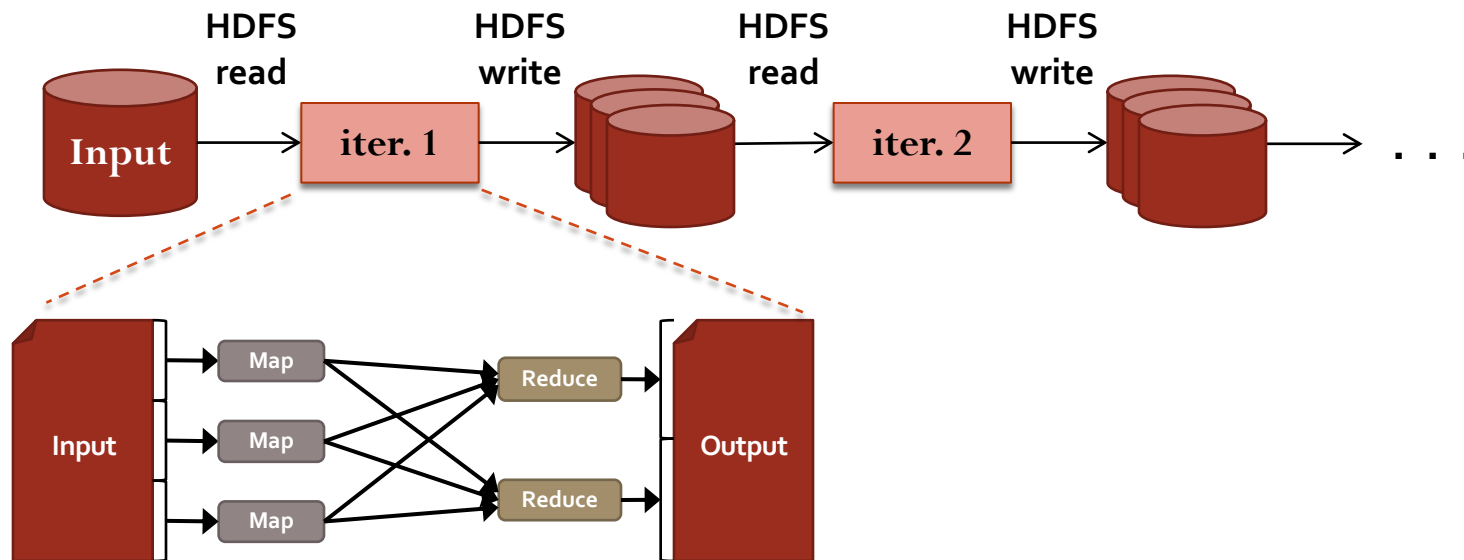 HDFS
read
HDFS
write
HDFS
read
HDFS
write
Input
iter. 1
iter. 2
. . .
Input
Map
Map
Map
Reduce
Reduce
Output